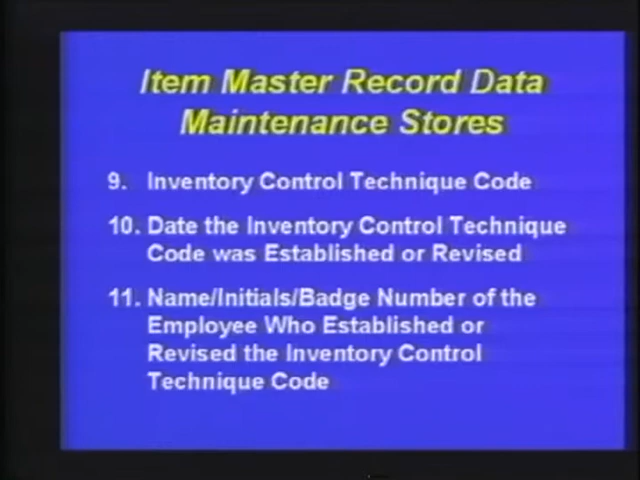 Item Master Record Data
Maintenance Stores
9. Inventory Control Technique Code
10. Date the Inventory Control Technique
Code was Established or Revised
11. Name/Initials/Badge Number of the
Employee Who Established or
Revised the Inventory Control
Technique Code